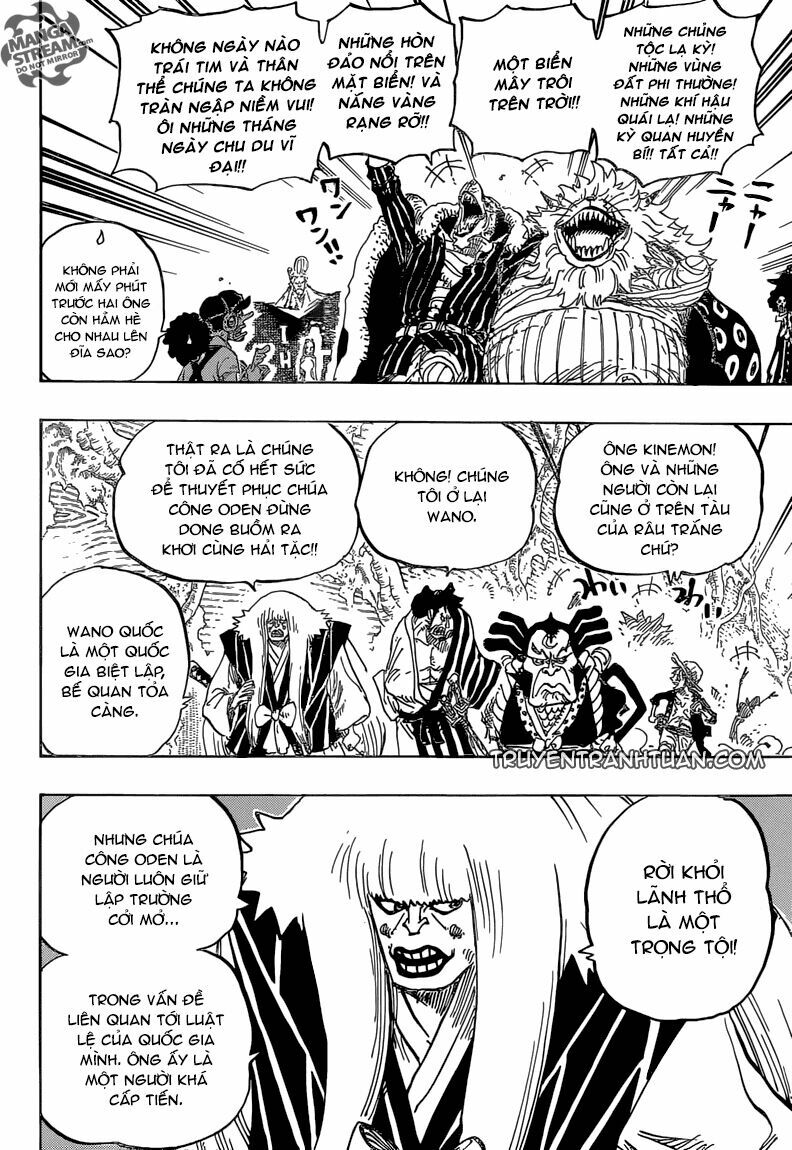 MANGA
STREAM.com
DO NOT MIRROR.
NHỮNG CHỦNG
TỘC LẠ KỲ!
NHỮNG VÙNG
ĐẤT PHI THƯỜNG!
NHỮNG KHÍ HẬU
QUÁI LẠ! NHỮNG
KỲ QUAN HUYỀN
BÍ!! TẤT CẢ!!
MỘT BIỂN
MÂY TRÔI
TRÊN TRỜI!!
NHỮNG HÒN
ĐẢO NỔI TRÊN
MẶT BIỂN! VÀ
NẮNG VÀNG
RẠNG RỠ!!
KHÔNG NGÀY NÀO
TRÁI TIM VÀ THÂN
THỂ CHÚNG TA KHÔNG
TRÀN NGẬP NIỀM VUI!
ÔI NHỮNG THÁNG
NGÀY CHU DU VĨ
ĐẠI!!
ワンワン
KHÔNG PHẢI
MỚI MẤY PHÚT
TRƯỚC HAI ÔNG
CÒN HẦM HÈ
CHO NHAU LÊN
ĐĨA SAO?
ÔNG KINEMON!
ÔNG VÀ NHỮNG
NGƯỜI CÒN LẠI
CŨNG Ở TRÊN TÀU
CỦA RÂU TRẮNG
CHỨ?
KHÔNG! CHÚNG
TÔI Ở LẠI
WANO.
THẬT RA LÀ CHÚNG
TÔI ĐÃ CỐ HẾT SỨC
ĐỂ THUYẾT PHỤC CHÚA
CÔNG ODEN ĐỪNG
DONG BUỒM RA
KHƠI CÙNG HẢI TẶC!!
わいわい
WANO QUỐC
LÀ MỘT QUỐC
GIA BIỆT LẬP,
BẾ QUAN TỎA
CẢNG.
TRUYENTRANHTUAN.COM
RỜI KHỎI
LÃNH THỔ
LÀ MỘT
TRỌNG TỘI!
NHƯNG CHÚA
CÔNG ODEN LÀ
NGƯỜI LUÔN GIỮ
LẬP TRƯỜNG
CỞI MỞ...
TRONG VẤN ĐỀ
LIÊN QUAN TỚI LUẬT
LỆ CỦA QUỐC GIA
MÌNH. ÔNG ẤY LÀ
MỘT NGƯỜI KHÁ
CẤP TIẾN.